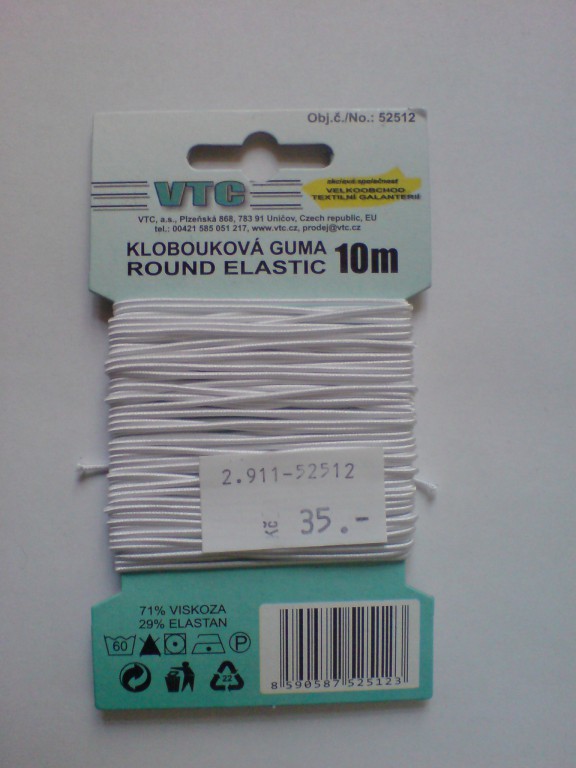 Obj.č./No.: 52512
VTC
akciová společnost
VELKOOBCHOD
TEXTILNÍ GALANTERIE
VTC, a.s., Plzeňská 868, 783 91 Uničov, Czech republic, EU
tel.: 00421 585 051 217, www.vtc.cz, prodej@vtc.cz
KLOBOUKOVÁ GUMA
ROUND ELASTIC 10m
2.911-52512
Kč 35.-
71% VISKOZA
29% ELASTAN
60
P
22
8 590587 525123